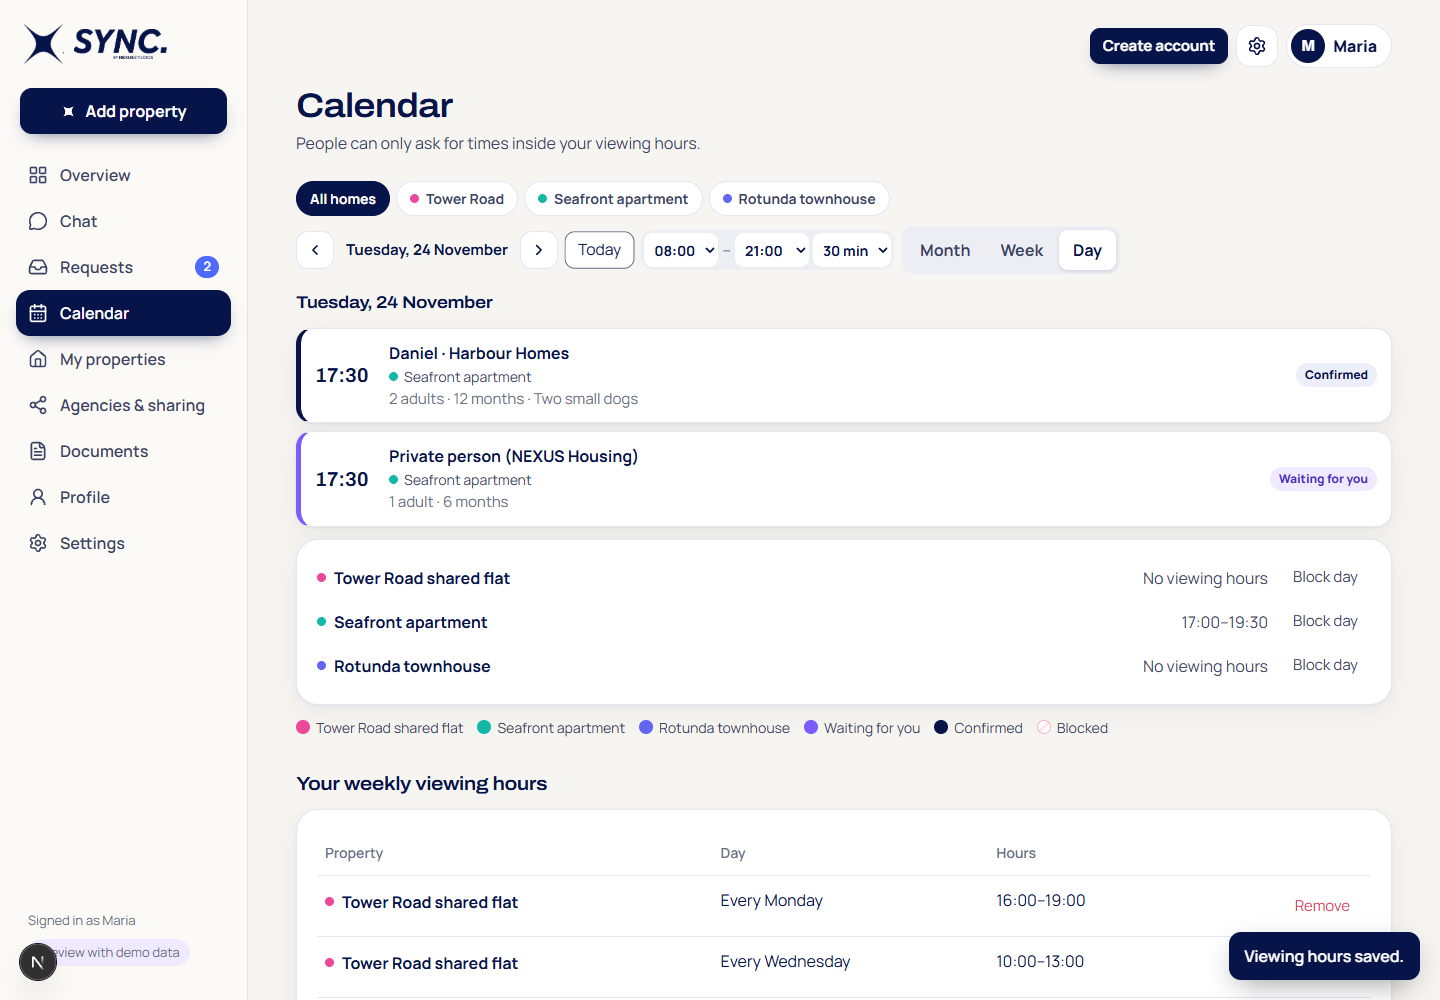 SYNC.
BY NEXUS STUDIOS
Create account
M
Maria
Add property
Overview
Chat
Requests
2
Calendar
My properties
Agencies & sharing
Documents
Profile
Settings
Signed in as Maria
eview with demo data
N
Calendar
People can only ask for times inside your viewing hours.
All homes
Tower Road
Seafront apartment
Rotunda townhouse
Tuesday, 24 November
Today
08:00 – 21:00
30 min
Month
Week
Day
Tuesday, 24 November
17:30
Daniel · Harbour Homes
Seafront apartment
2 adults · 12 months · Two small dogs
Confirmed
17:30
Private person (NEXUS Housing)
Seafront apartment
1 adult · 6 months
Waiting for you
Tower Road shared flat No viewing hours Block day
Seafront apartment 17:00–19:30 Block day
Rotunda townhouse No viewing hours Block day
Tower Road shared flat Seafront apartment Rotunda townhouse Waiting for you Confirmed Blocked
Your weekly viewing hours
Property Day Hours
Tower Road shared flat Every Monday 16:00–19:00 Remove
Tower Road shared flat Every Wednesday 10:00–13:00
Viewing hours saved.